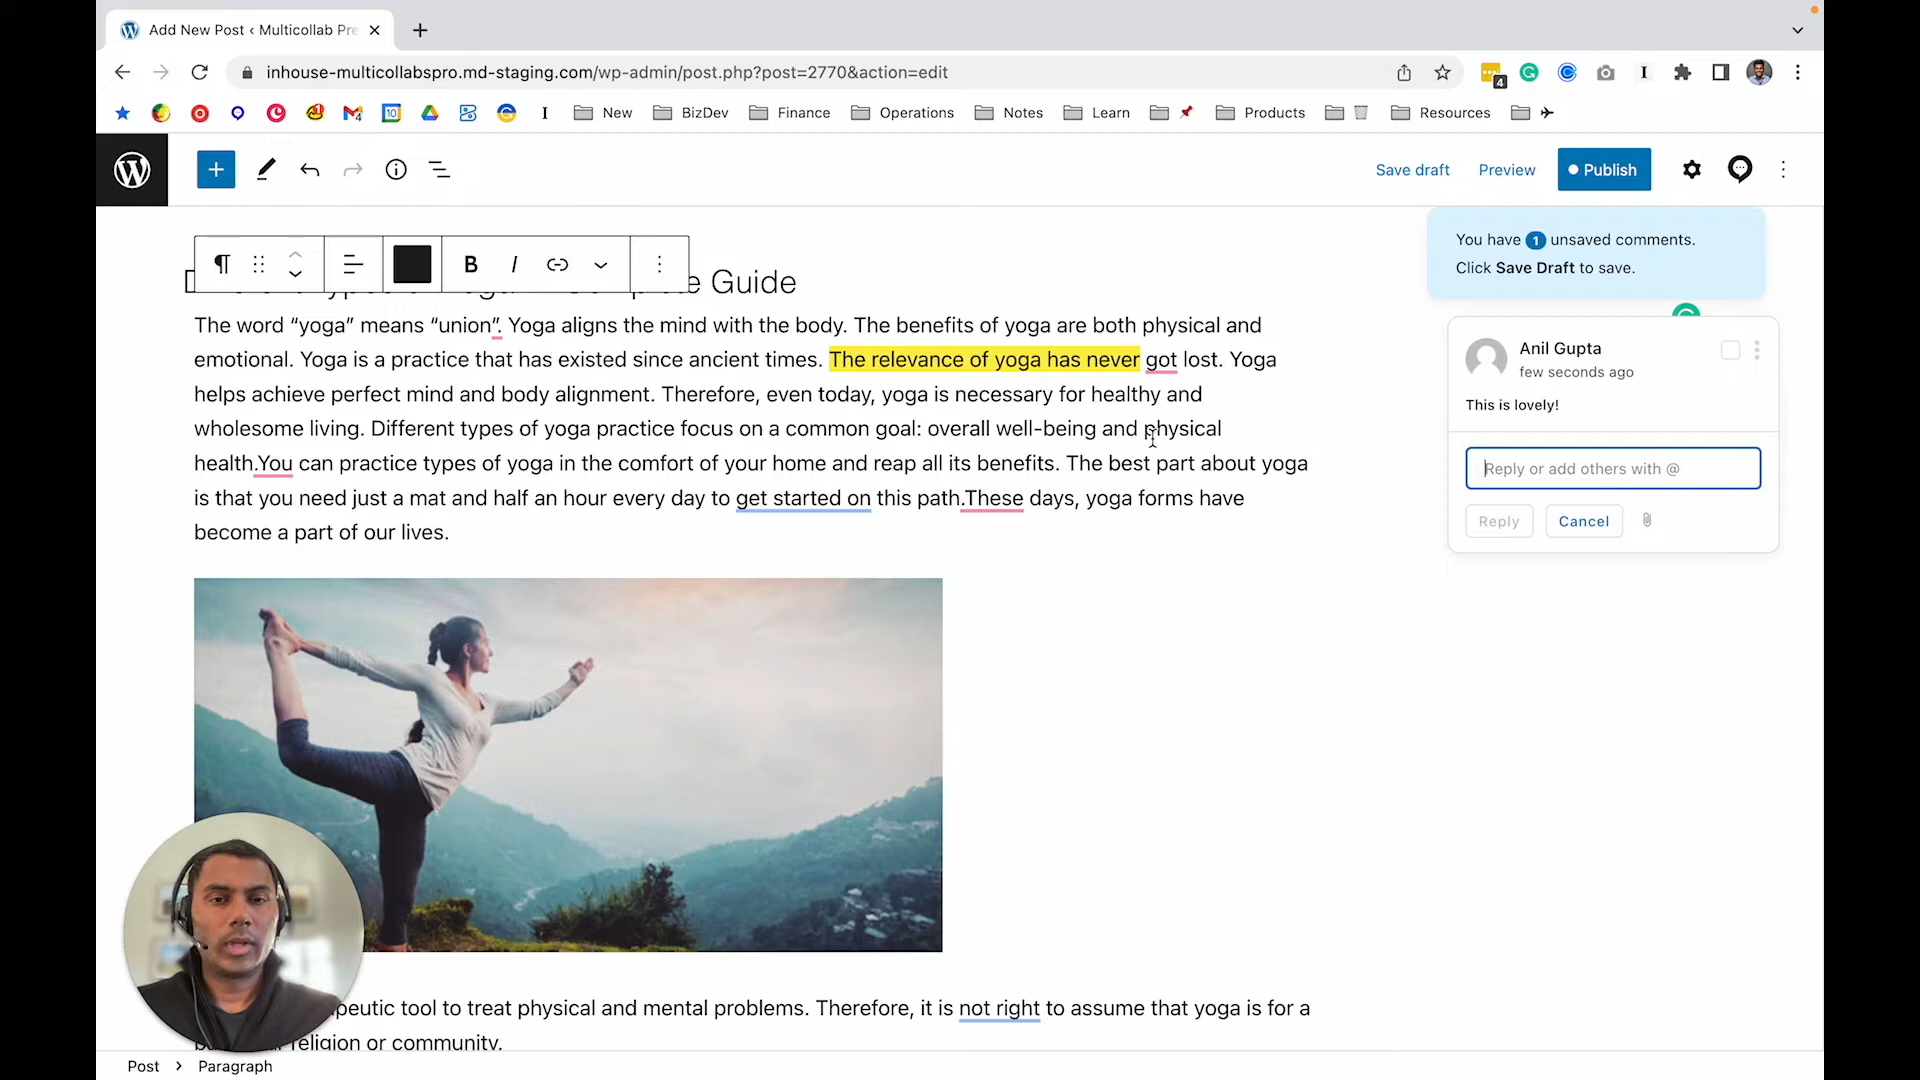 Add New Post ‹ Multicollab Pre
inhouse-multicollabspro.md-staging.com/wp-admin/post.php?post=2770&action=edit
4
10
New
BizDev
Finance
Operations
Notes
Learn
Products
Resources
Save draft
Preview
Publish
B
I
Guide
The word “yoga” means “union”. Yoga aligns the mind with the body. The benefits of yoga are both physical and
emotional. Yoga is a practice that has existed since ancient times. The relevance of yoga has never got lost. Yoga
helps achieve perfect mind and body alignment. Therefore, even today, yoga is necessary for healthy and
wholesome living. Different types of yoga practice focus on a common goal: overall well-being and physical
health.You can practice types of yoga in the comfort of your home and reap all its benefits. The best part about yoga
is that you need just a mat and half an hour every day to get started on this path.These days, yoga forms have
become a part of our lives.
You have 1 unsaved comments.
Click Save Draft to save.
Anil Gupta
few seconds ago
This is lovely!
Reply or add others with @
Reply
Cancel
peutic tool to treat physical and mental problems. Therefore, it is not right to assume that yoga is for a
religion or community.
Post
Paragraph